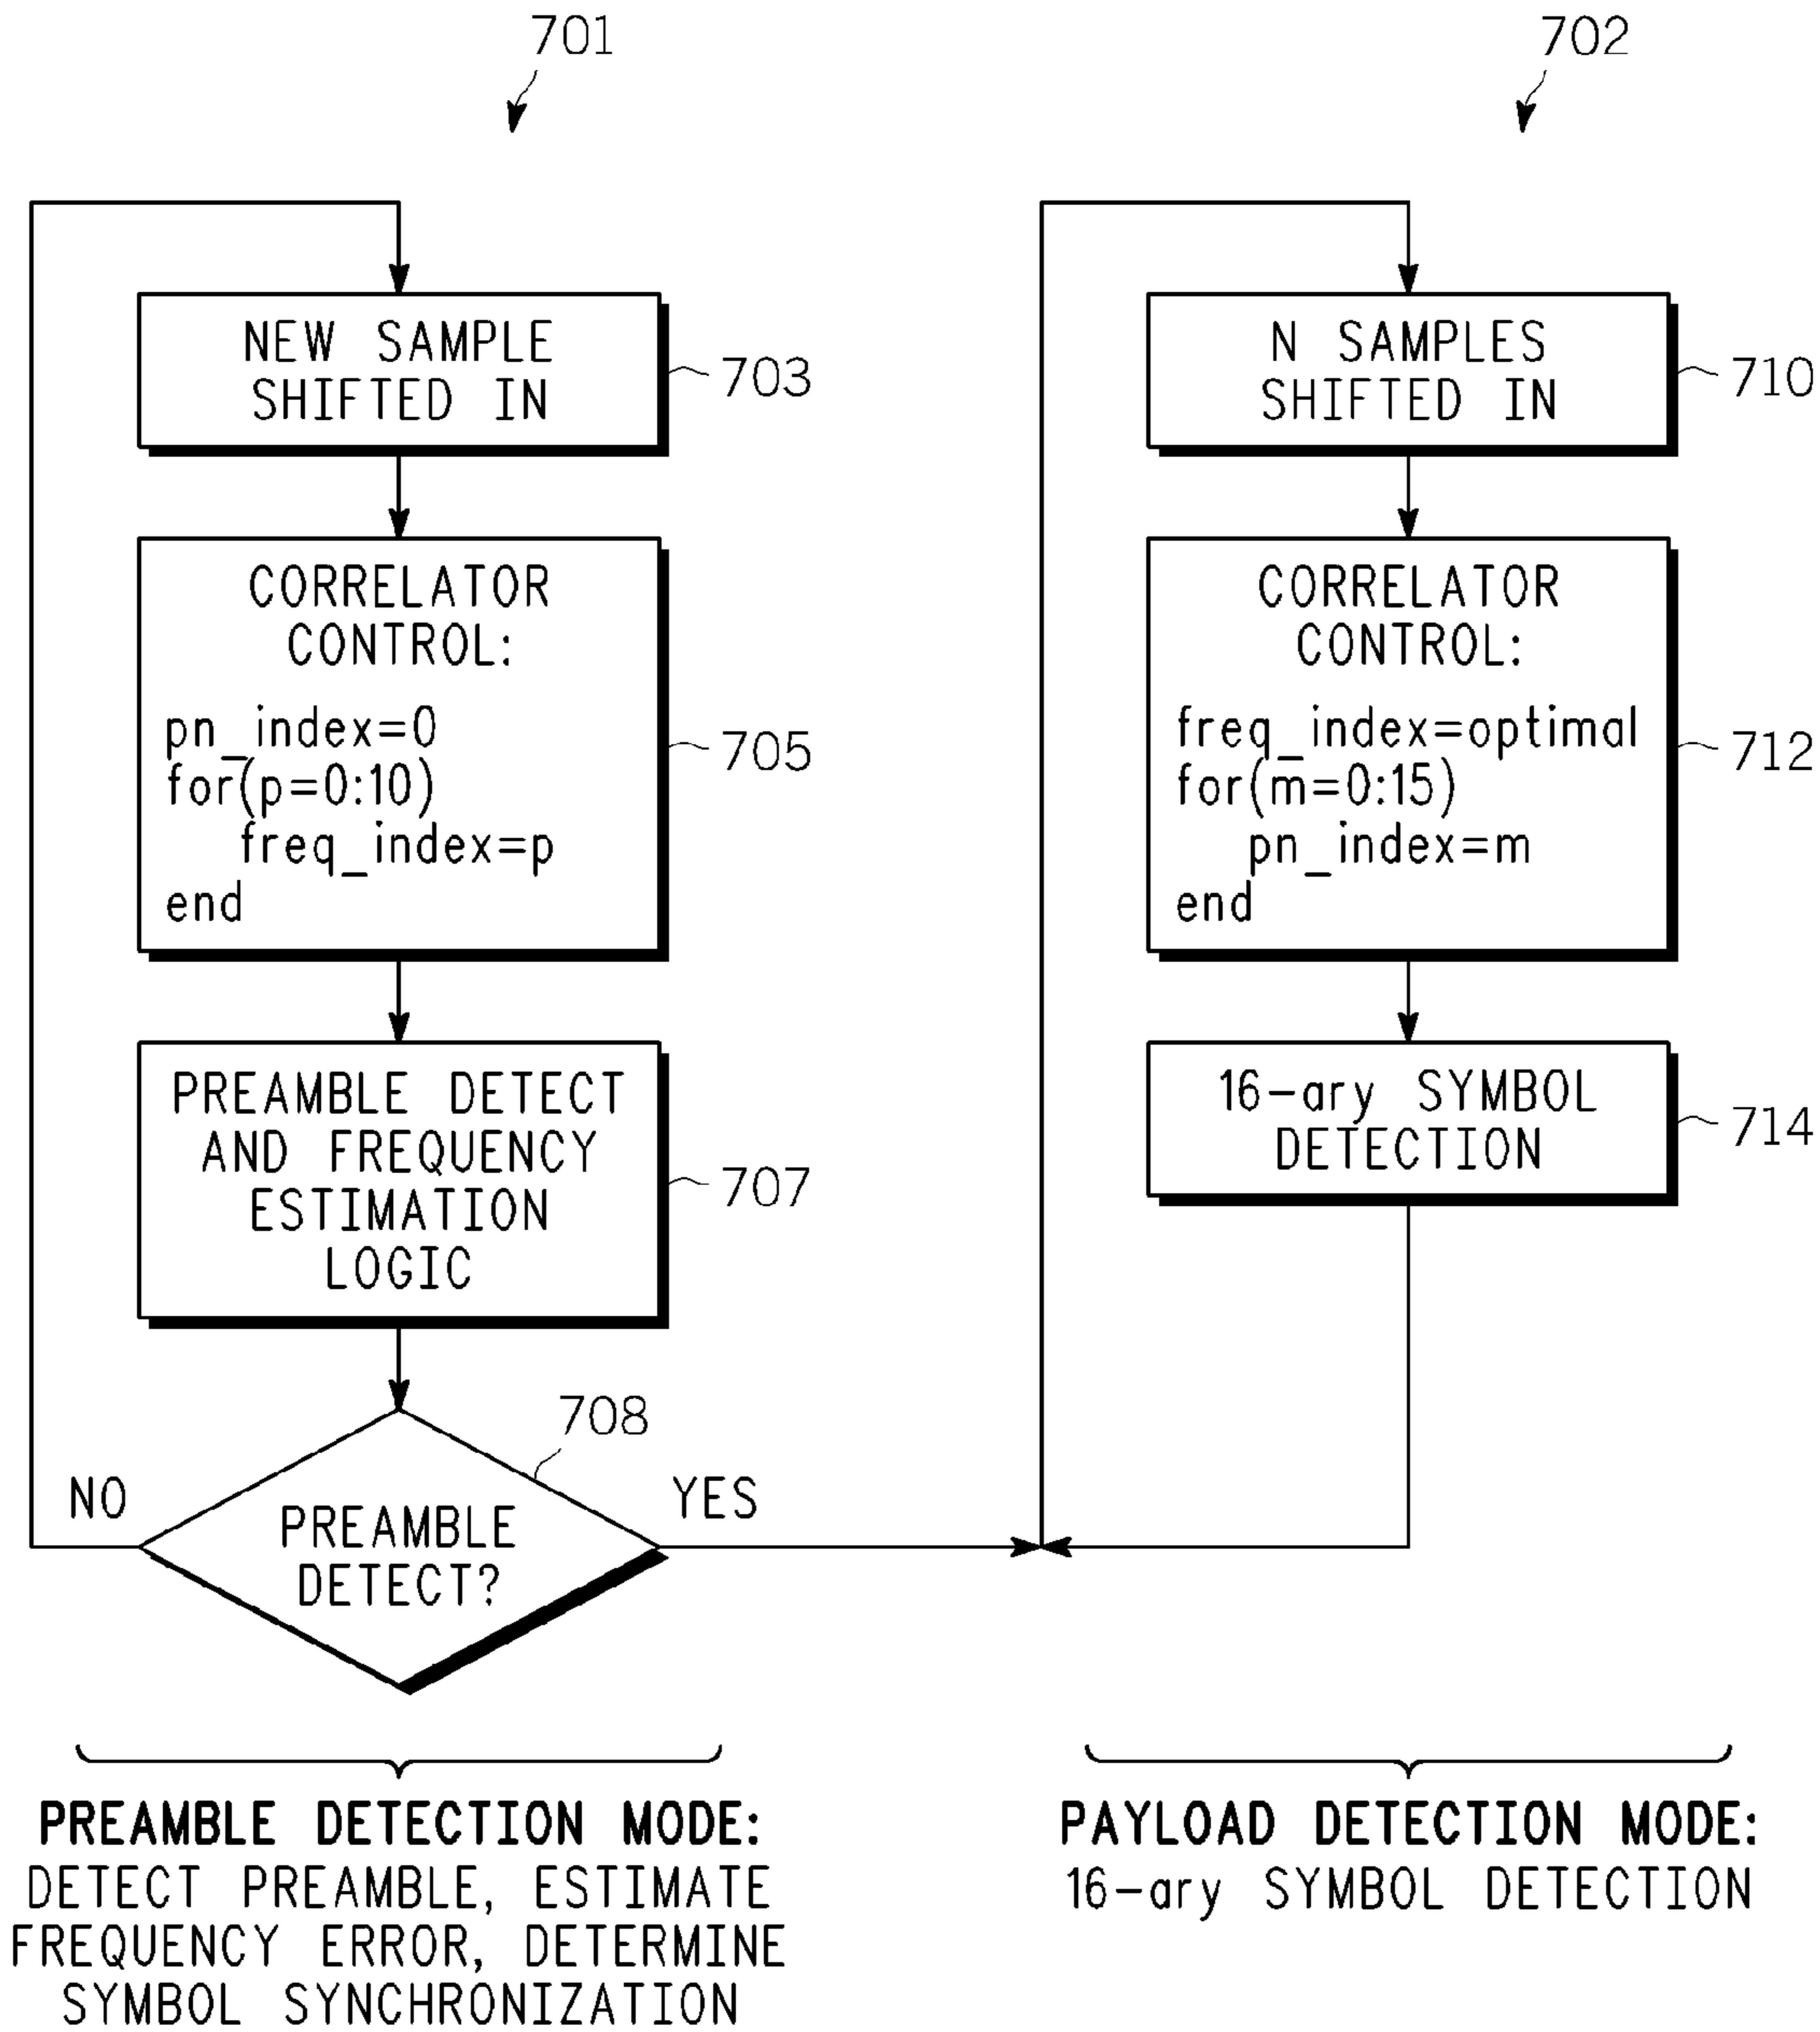 701
NEW SAMPLE
SHIFTED IN
703
CORRELATOR
CONTROL:
pn_index=0
for(p=0:10)
freq_index=p
end
705
PREAMBLE DETECT
AND FREQUENCY
ESTIMATION
LOGIC
707
708
NO
YES
PREAMBLE
DETECT?
PREAMBLE DETECTION MODE:
DETECT PREAMBLE, ESTIMATE
FREQUENCY ERROR, DETERMINE
SYMBOL SYNCHRONIZATION
702
N SAMPLES
SHIFTED IN
710
CORRELATOR
CONTROL:
freq_index=optimal
for(m=0:15)
pn_index=m
end
712
16-ary SYMBOL
DETECTION
714
PAYLOAD DETECTION MODE:
16-ary SYMBOL DETECTION